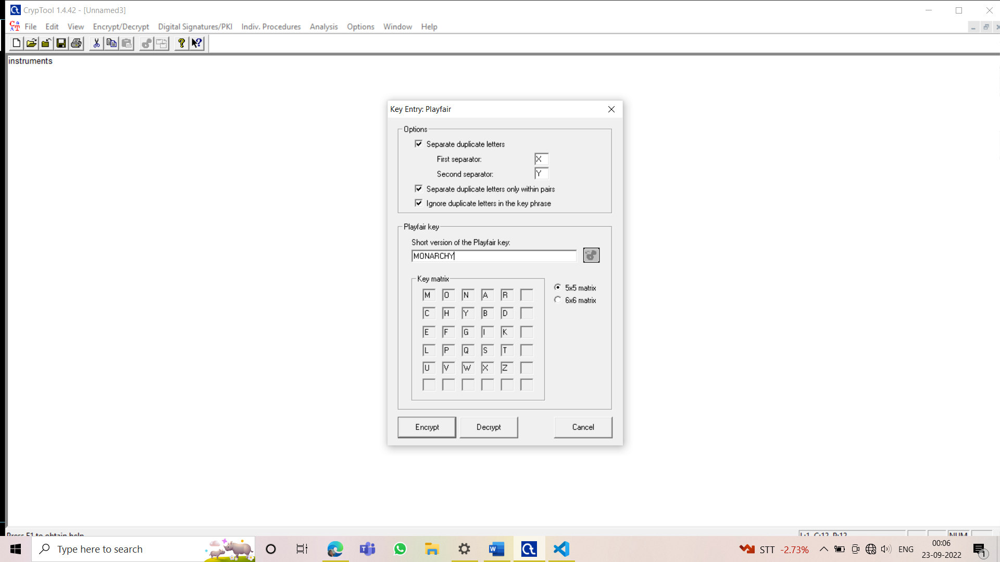 CrypTool 1.4.42 - [Unnamed3]
File Edit View Encrypt/Decrypt Digital Signatures/PKI Indiv. Procedures Analysis Options Window Help
instruments
Key Entry: Playfair
Options
Separate duplicate letters
First separator: X
Second separator: Y
Separate duplicate letters only within pairs
Ignore duplicate letters in the key phrase
Playfair key
Short version of the Playfair key:
MONARCHY
Key matrix
M O N A R
5x5 matrix
6x6 matrix
C H Y B D
E F G I K
L P Q S T
U V W X Z
Encrypt Decrypt Cancel
Press F1 to obtain help
L:1 C:12 P:12 NUM
Type here to search
STT -2.73%
ENG
00:06
23-09-2022
1